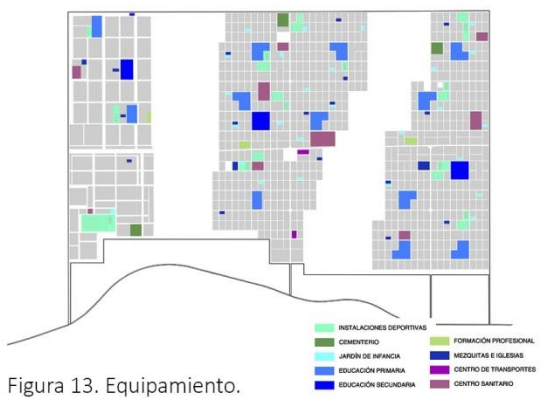 INSTALACIONES DEPORTIVAS
CEMENTERIO
JARDÍN DE INFANCIA
EDUCACIÓN PRIMARIA
EDUCACIÓN SECUNDARIA
FORMACIÓN PROFESIONAL
MEZQUITAS E IGLESIAS
CENTRO DE TRANSPORTES
CENTRO SANITARIO
Figura 13. Equipamiento.